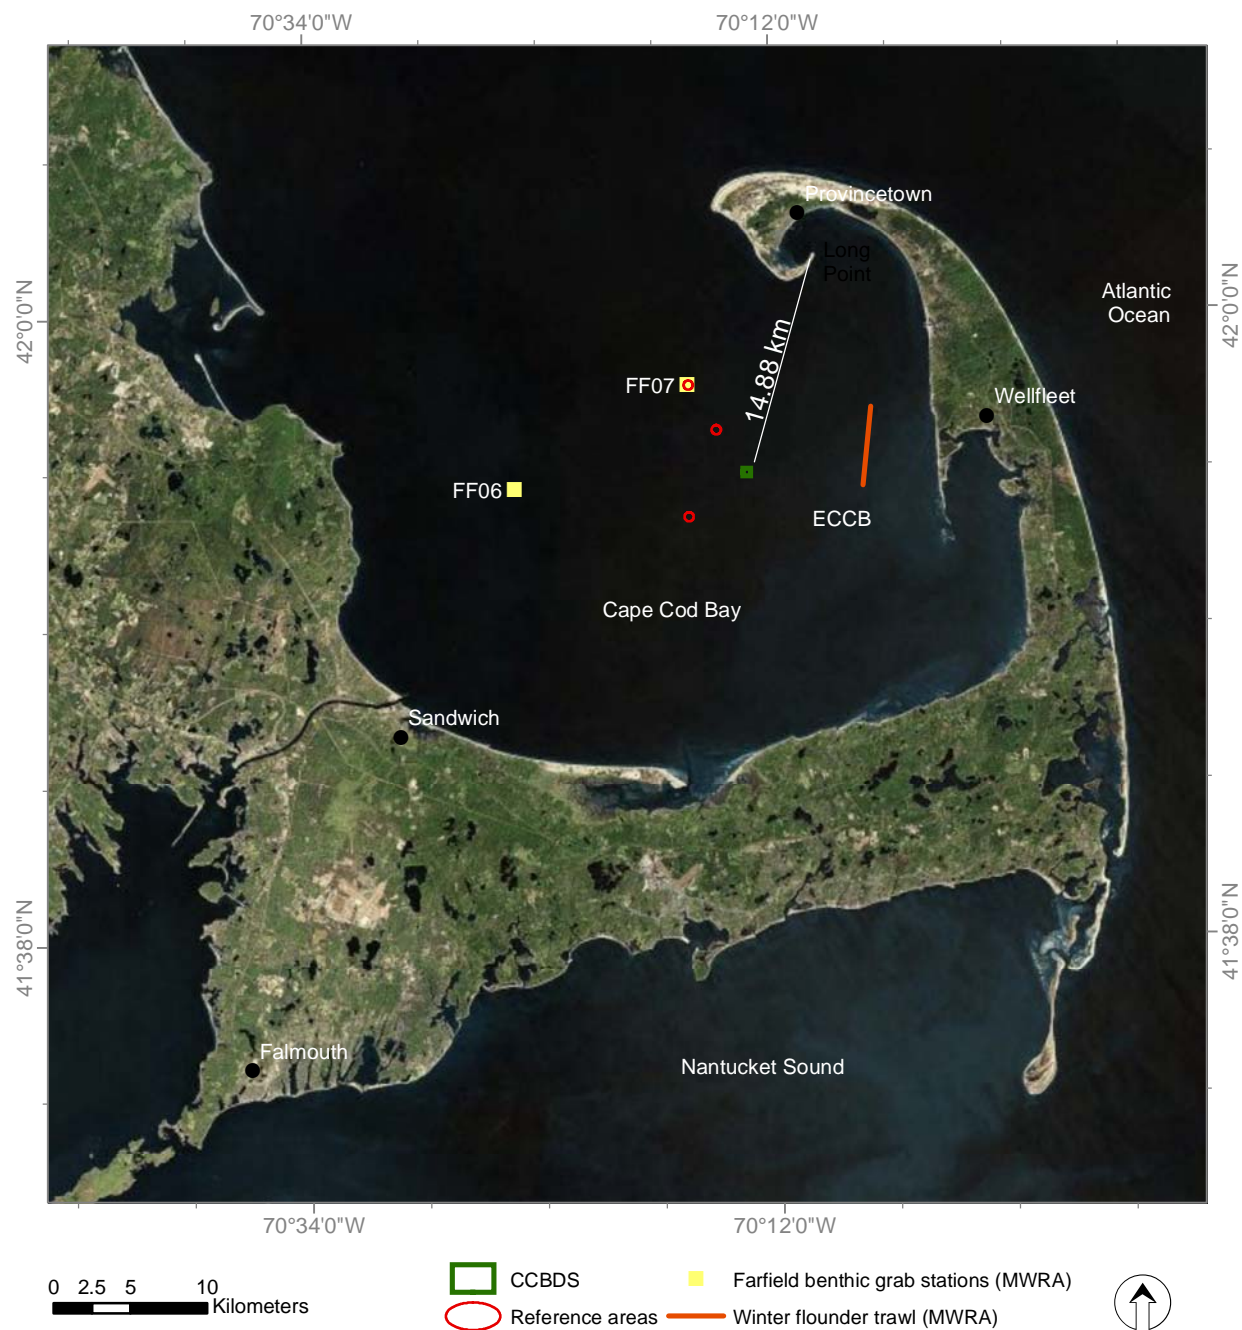 70°34'0"W
70°12'0"W
Provincetown
Long
Point
Atlantic
Ocean
42°0'0"N
42°0'0"N
14.88 km
FF07
Wellfleet
FF06
ECCB
Cape Cod Bay
Sandwich
41°38'0"N
41°38'0"N
Falmouth
Nantucket Sound
70°34'0"W
70°12'0"W
0 2.5 5 10
Kilometers
CCBDS
Farfield benthic grab stations (MWRA)
Reference areas
Winter flounder trawl (MWRA)